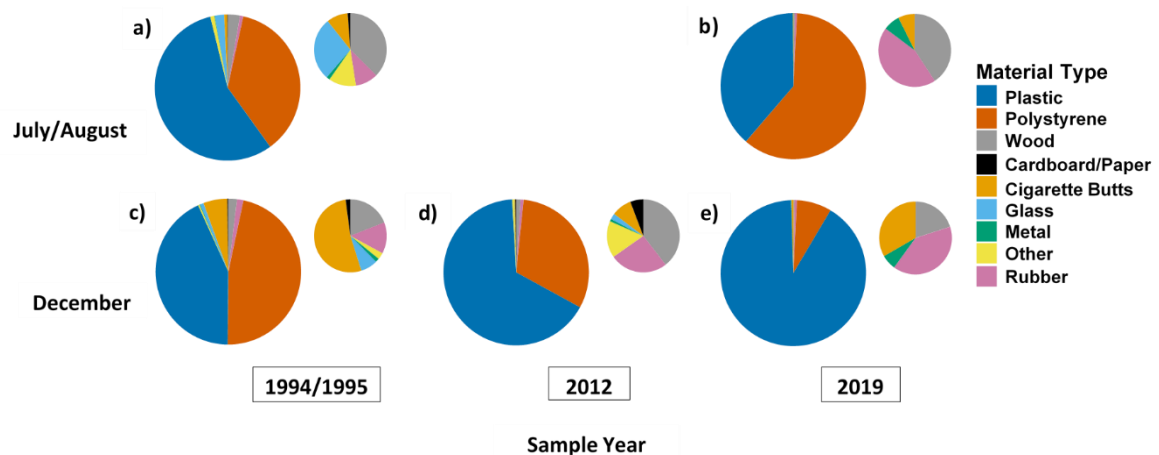 a)
b)
July/August
Material Type
Plastic
Polystyrene
Wood
Cardboard/Paper
Cigarette Butts
Glass
Metal
Other
Rubber
c)
d)
e)
December
1994/1995
2012
2019
Sample Year